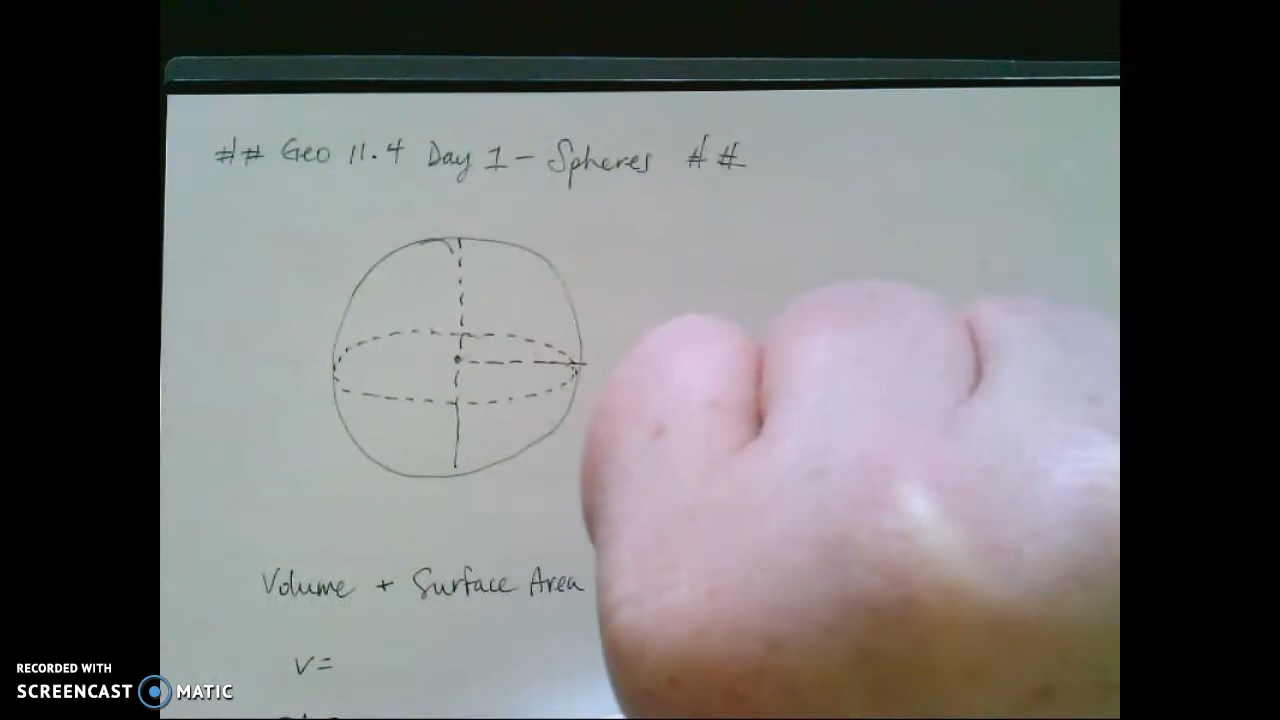 ## Geo 11.4 Day 1 - Spheres ##
Volume + Surface Area
V=
RECORDED WITH
SCREENCAST MATIC